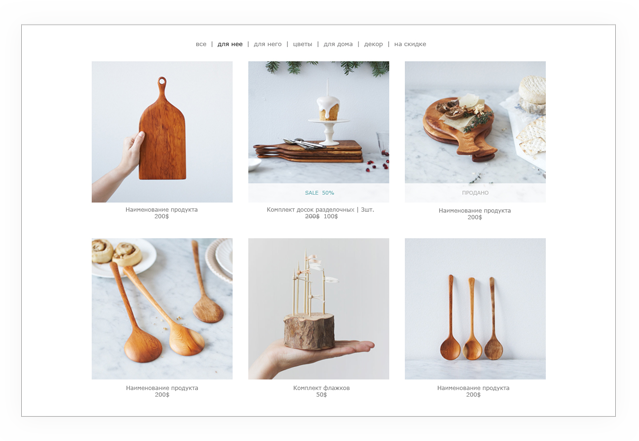 все | для нее | для него | цветы | для дома | декор | на скидке
SALE 50%
ПРОДАНО
Наименование продукта
200$
Комплект досок разделочных | 3шт.
200$ 100$
Наименование продукта
200$
Наименование продукта
200$
Комплект флажков
50$
Наименование продукта
200$